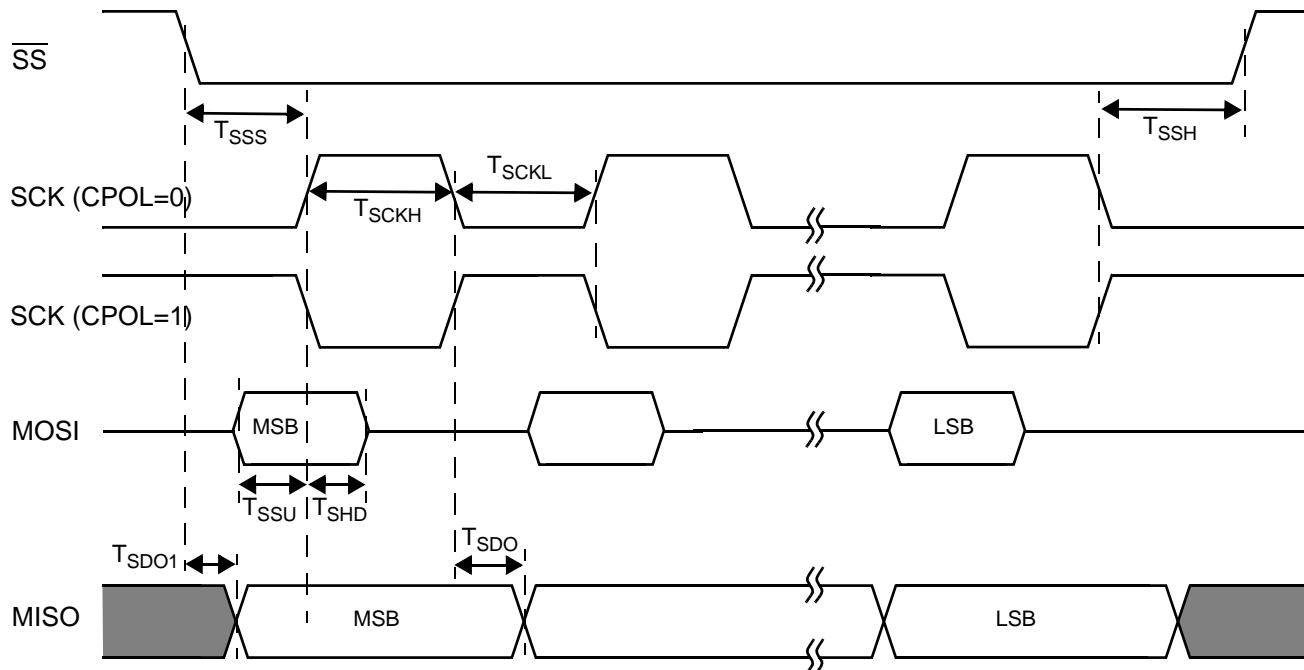 SS
T_SSS
T_SSH
SCK (CPOL=0)
T_SCKH
T_SCKL
SCK (CPOL=1)
MOSI
MSB
LSB
T_SSU
T_SHD
T_SDO1
T_SDO
MISO
MSB
LSB